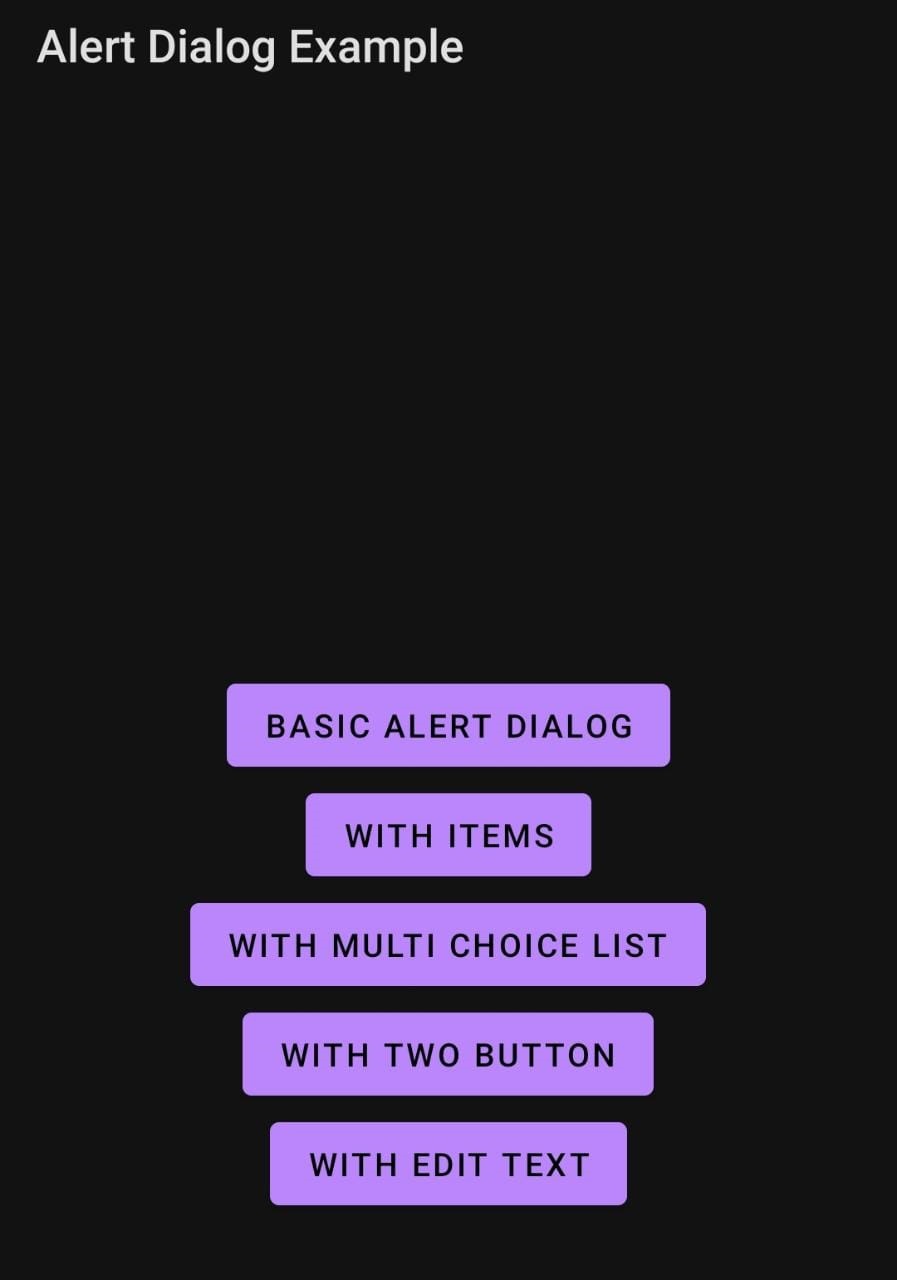 Alert Dialog Example
BASIC ALERT DIALOG
WITH ITEMS
WITH MULTI CHOICE LIST
WITH TWO BUTTON
WITH EDIT TEXT